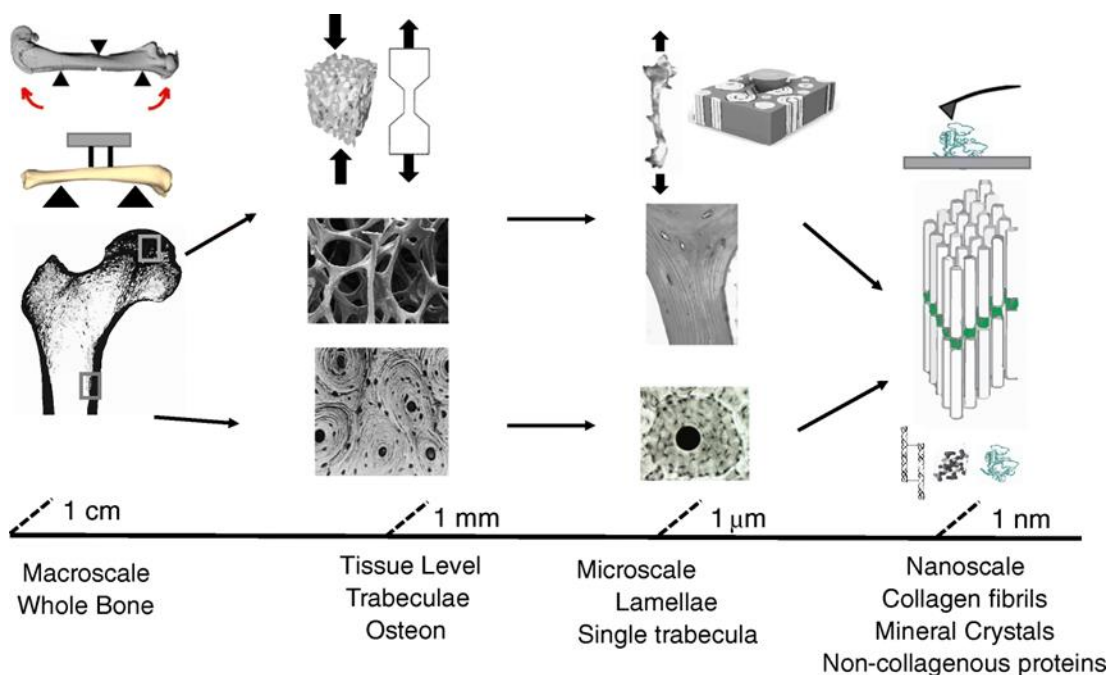 1 cm
1 mm
1 μm
1 nm
Macroscale
Whole Bone
Tissue Level
Trabeculae
Osteon
Microscale
Lamellae
Single trabecula
Nanoscale
Collagen fibrils
Mineral Crystals
Non-collagenous proteins